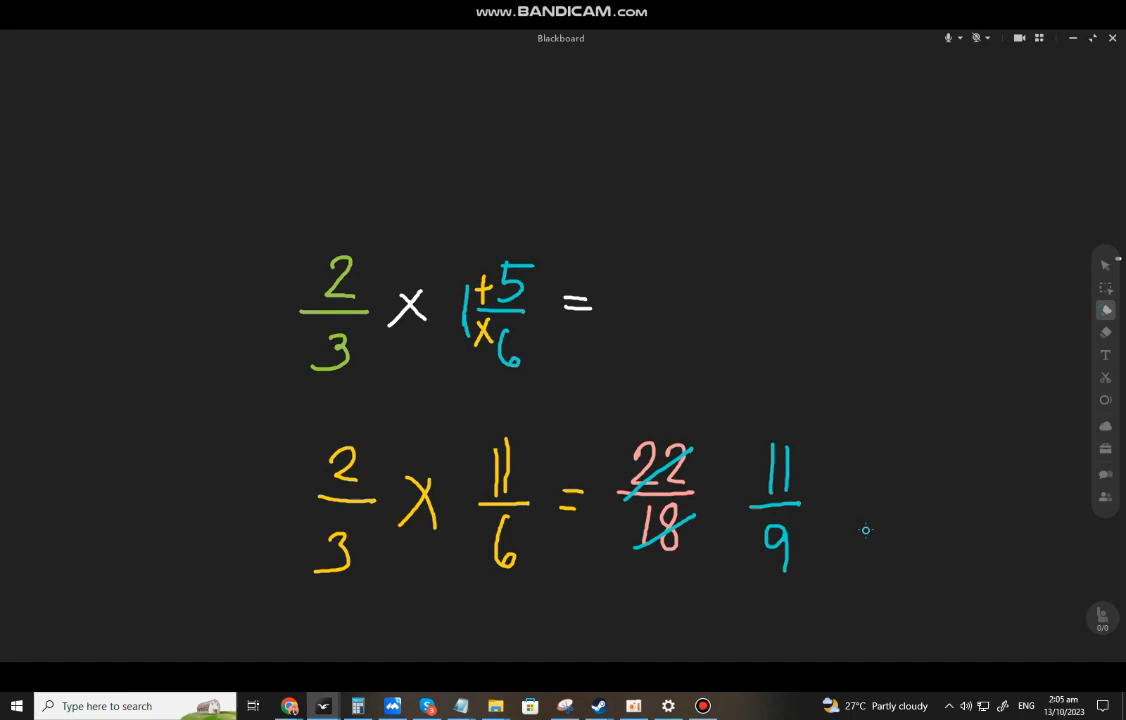 www.BANDICAM.com
Blackboard
2/3 x 1 + 5 x 6 =
2/3 x 11/6 = 22/18 11/9
0/0
Type here to search
27°C Partly cloudy
ENG
2:05 am
13/10/2023